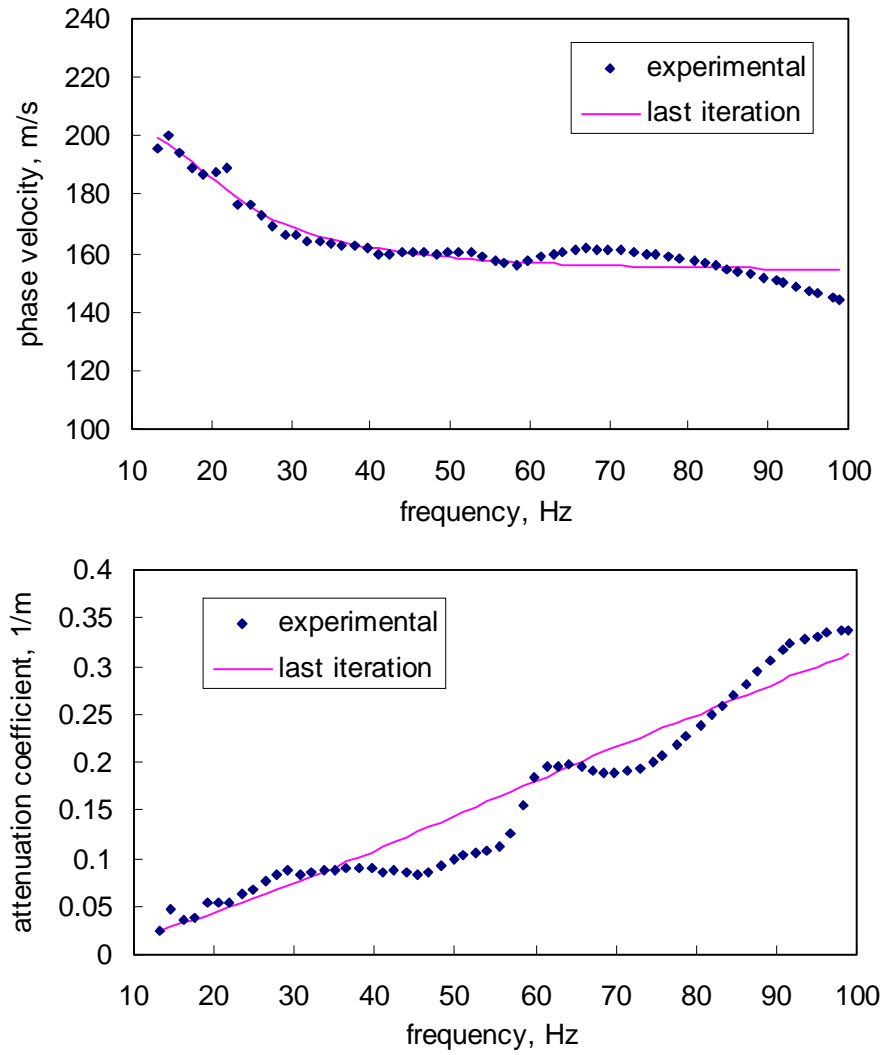 240
220
200
180
160
140
120
100
phase velocity, m/s
experimental
last iteration
10 20 30 40 50 60 70 80 90 100
frequency, Hz
0.4
0.35
0.3
0.25
0.2
0.15
0.1
0.05
0
attenuation coefficient, 1/m
experimental
last iteration
10 20 30 40 50 60 70 80 90 100
frequency, Hz